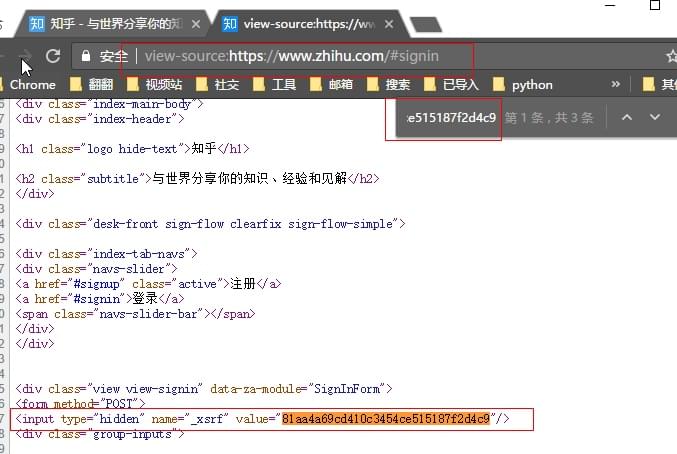 知乎 - 与世界分享你的知
view-source:https://ww
安全 view-source:https://www.zhihu.com/#signin
Chrome 翻翻 视频站 社交 工具 邮箱 搜索 已导入 python » 其
ce515187f2d4c9 第 1 条，共 3 条
<div class="index-main-body">
<div class="index-header">
<h1 class="logo hide-text">知乎</h1>
<h2 class="subtitle">与世界分享你的知识、经验和见解</h2>
</div>
<div class="desk-front sign-flow clearfix sign-flow-simple">
<div class="index-tab-navs">
<div class="navs-slider">
<a href="#signup" class="active">注册</a>
<a href="#signin">登录</a>
<span class="navs-slider-bar"></span>
</div>
</div>
<div class="view view-signin" data-za-module="SignInForm">
<form method="POST">
<input type="hidden" name="_xsrf" value="81aa4a69cd410c3454ce515187f2d4c9"/>
<div class="group-inputs">